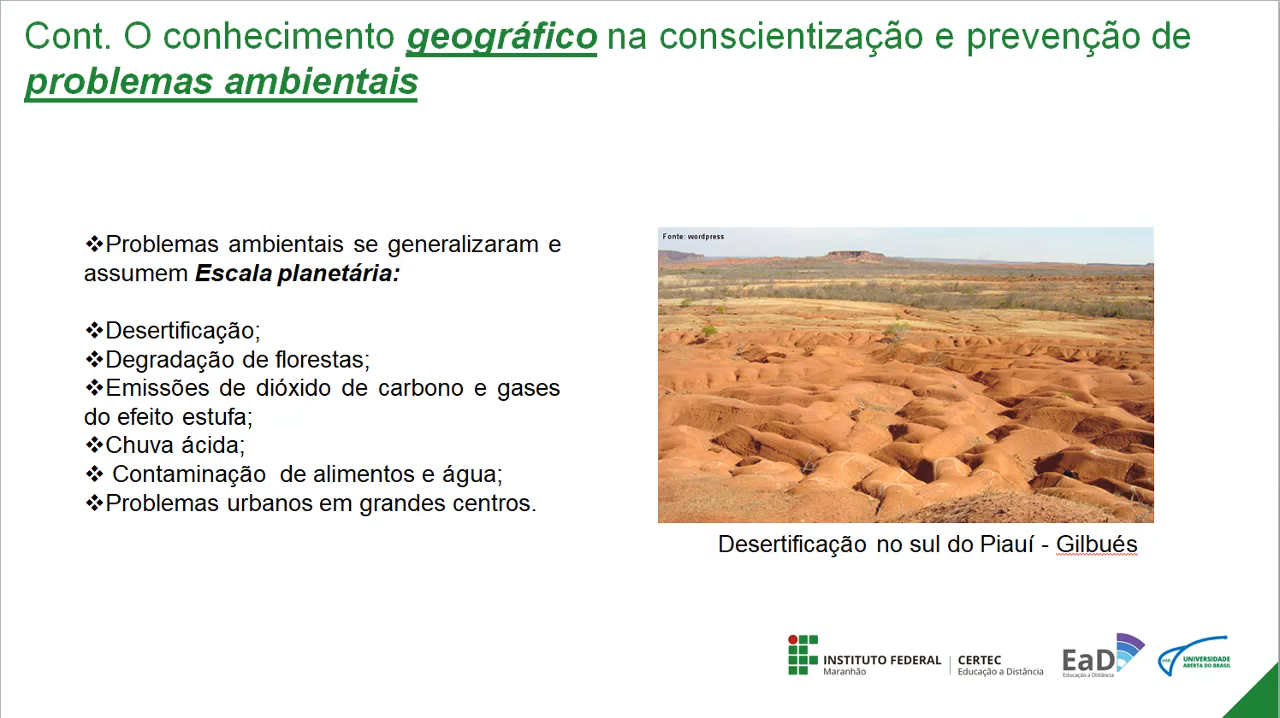 Cont. O conhecimento geográfico na conscientização e prevenção de
problemas ambientais
❖Problemas ambientais se generalizaram e
assumem Escala planetária:
❖Desertificação;
❖Degradação de florestas;
❖Emissões de dióxido de carbono e gases
do efeito estufa;
❖Chuva ácida;
❖ Contaminação de alimentos e água;
❖Problemas urbanos em grandes centros.
Fonte: wordpress
Desertificação no sul do Piauí - Gilbués
INSTITUTO FEDERAL
Maranhão
CERTEC
Educação a Distância
EaD
Educação a Distância
UAB
UNIVERSIDADE
ABERTA DO BRASIL